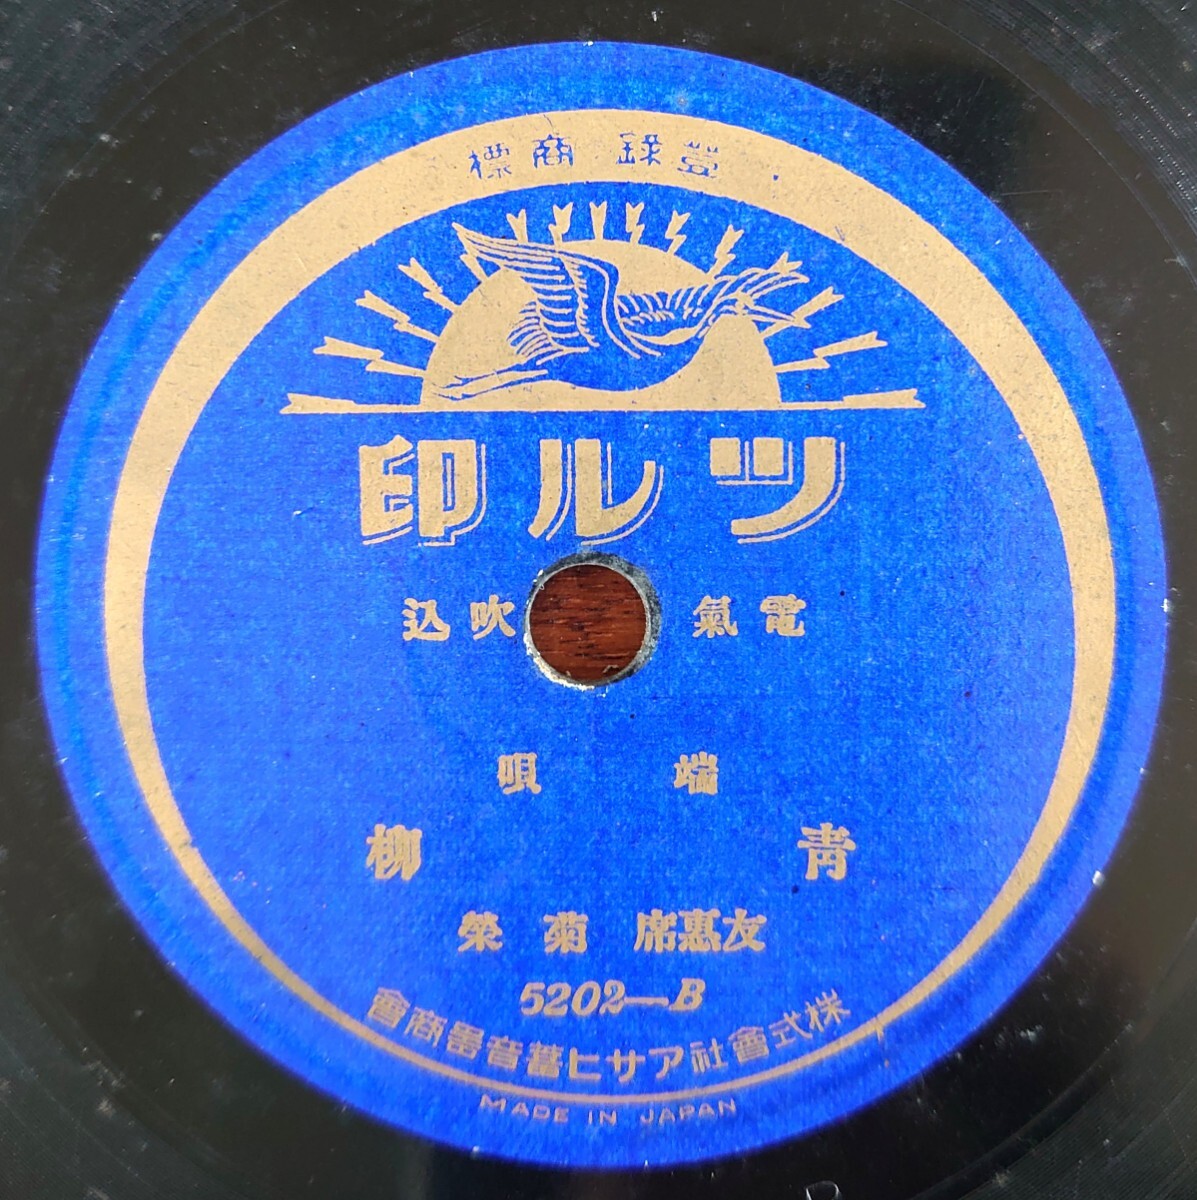 登錄商標
ツル印
電氣吹込
端唄
青柳
友惠席 菊榮
5202—B
株式會社アサヒ蓄音器商會
MADE IN JAPAN